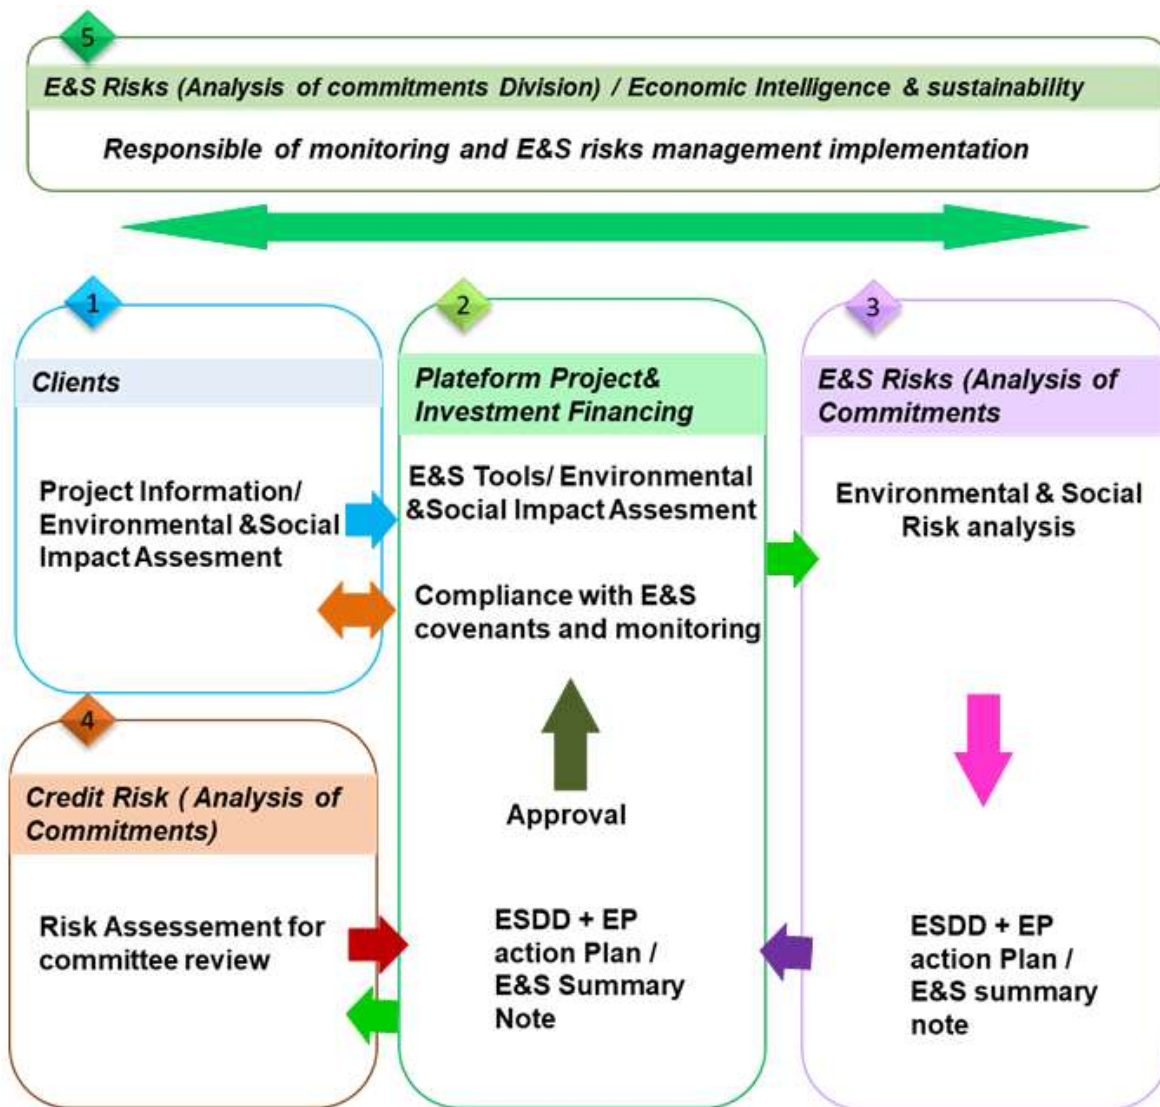 5
E&S Risks (Analysis of commitments Division) / Economic Intelligence & sustainability
Responsible of monitoring and E&S risks management implementation
1
Clients
Project Information/
Environmental &Social
Impact Assesment
2
Plateform Project&
Investment Financing
E&S Tools/ Environmental
&Social Impact Assesment
Compliance with E&S
covenants and monitoring
Approval
ESDD + EP
action Plan /
E&S Summary
Note
3
E&S Risks (Analysis of
Commitments
Environmental & Social
Risk analysis
ESDD + EP
action Plan /
E&S summary
note
4
Credit Risk ( Analysis of
Commitments)
Risk Assessement for
committee review